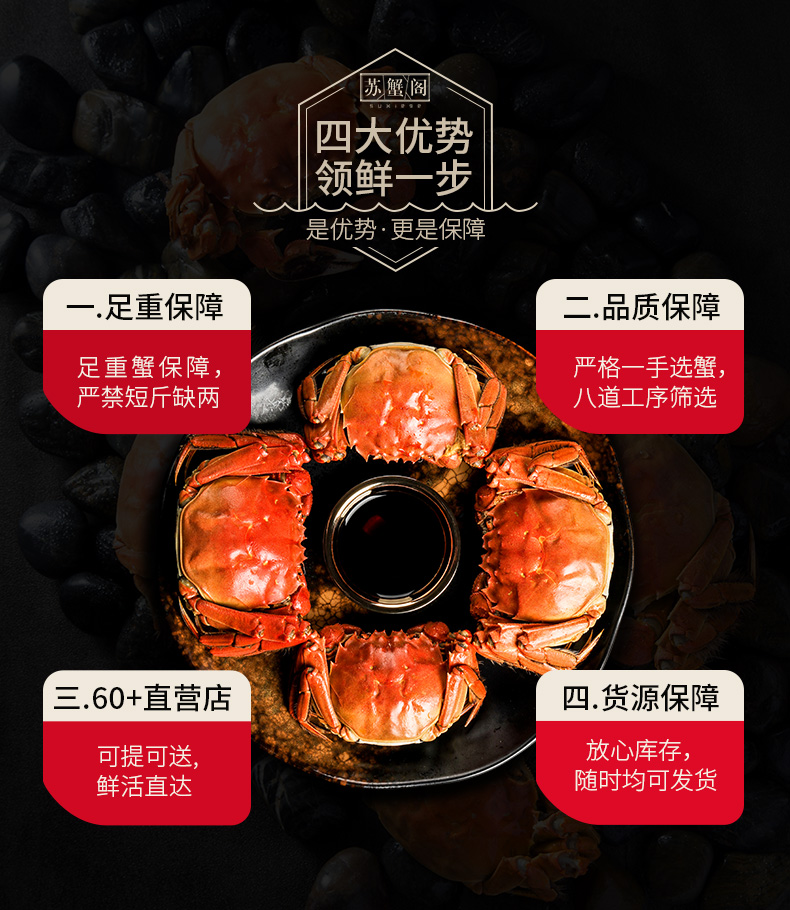 苏蟹阁
SUXIEGE
四大优势
领鲜一步
是优势·更是保障
一.足重保障
足重蟹保障，
严禁短斤缺两
二.品质保障
严格一手选蟹，
八道工序筛选
三.60+直营店
可提可送,
鲜活直达
四.货源保障
放心库存，
随时均可发货